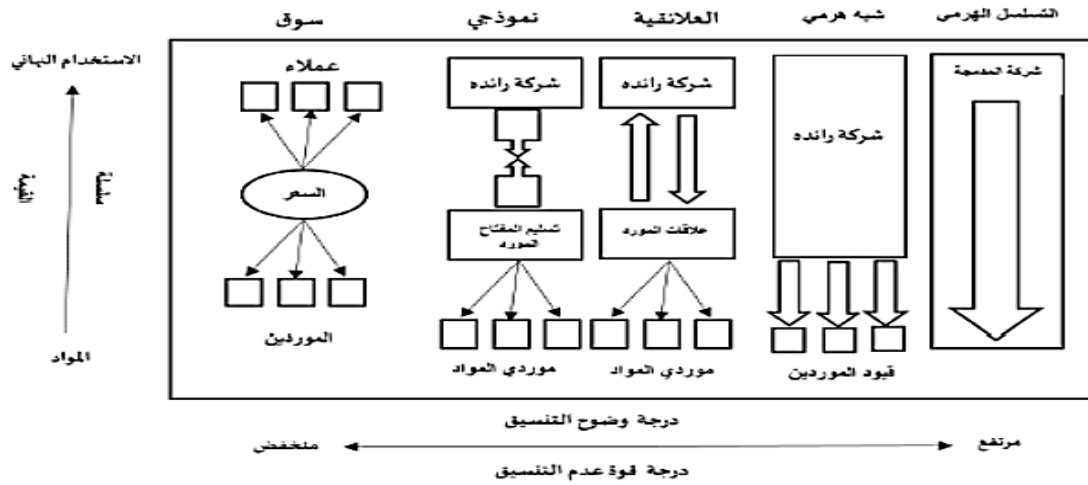 التسلسل الهرمي
شبه هرمي
العلائقية
نموذجي
سوق
الاستخدام النهائي
سلسلة
القيمة
المواد
شركة المدمجة
شركة رائده
قيود الموردين
شركة رائده
علاقات المورد
موردي المواد
شركة رائده
تسليم المفتاح
المورد
موردي المواد
عملاء
السعر
الموردين
درجة وضوح التنسيق
مرتفع
منخفض
درجة قوة عدم التنسيق